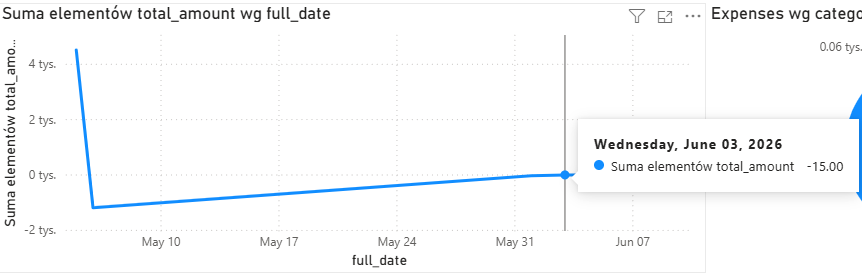 Suma elementów total_amount wg full_date
Expenses wg catego
0.06 tys.
Suma elementów total_amo...
4 tys.
2 tys.
0 tys.
-2 tys.
Wednesday, June 03, 2026
Suma elementów total_amount -15.00
May 10
May 17
May 24
May 31
Jun 07
full_date